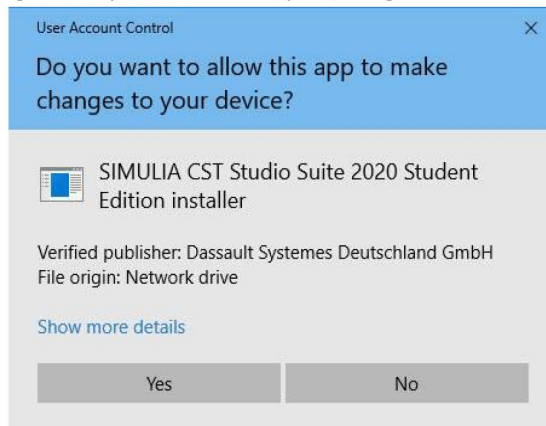 User Account Control
Do you want to allow this app to make
changes to your device?
SIMULIA CST Studio Suite 2020 Student
Edition installer
Verified publisher: Dassault Systemes Deutschland GmbH
File origin: Network drive
Show more details
Yes
No